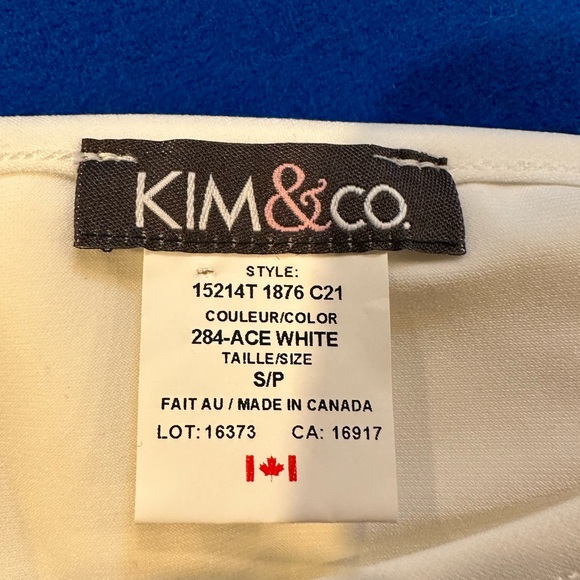 KIM&CO.
STYLE:
15214T 1876 C21
COULEUR/COLOR
284-ACE WHITE
TAILLE/SIZE
S/P
FAIT AU / MADE IN CANADA
LOT: 16373 CA: 16917